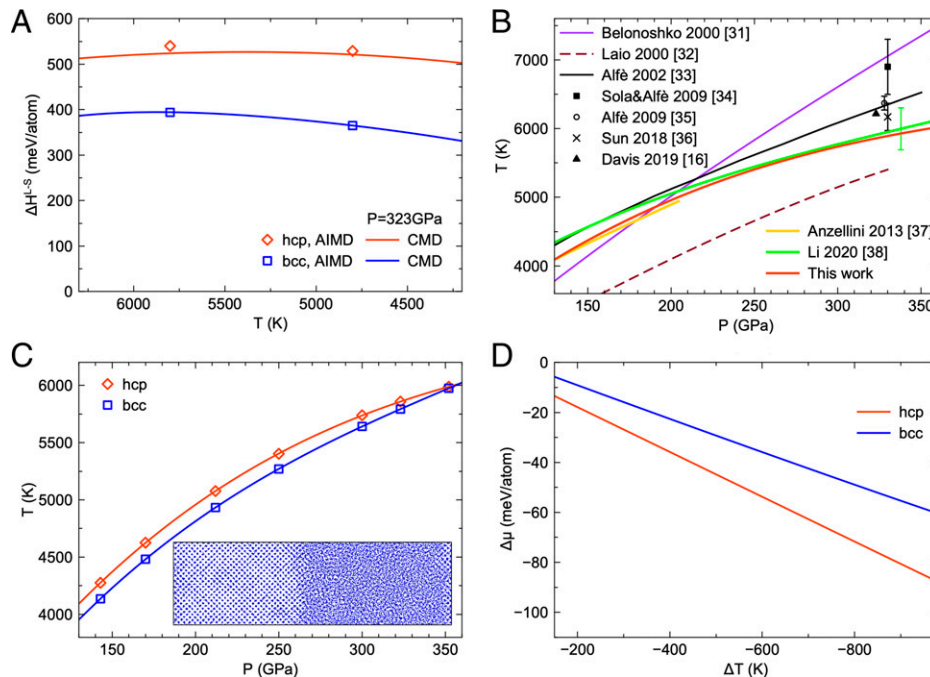 A
600
500
400
300
200
100
0
ΔH^L-S (meV/atom)
P=323GPa
hcp, AIMD CMD
bcc, AIMD CMD
6000 5500 5000 4500
T (K)
B
Belonoshko 2000 [31]
Laio 2000 [32]
Alfè 2002 [33]
Sola&Alfè 2009 [34]
Alfè 2009 [35]
Sun 2018 [36]
Davis 2019 [16]
7000
6000
5000
4000
T (K)
Anzellini 2013 [37]
Li 2020 [38]
This work
150 200 250 300 350
P (GPa)
C
hcp
bcc
6000
5500
5000
4500
4000
T (K)
150 200 250 300 350
P (GPa)
D
0
−20
−40
−60
−80
−100
Δμ (meV/atom)
hcp
bcc
−200 −400 −600 −800
ΔT (K)